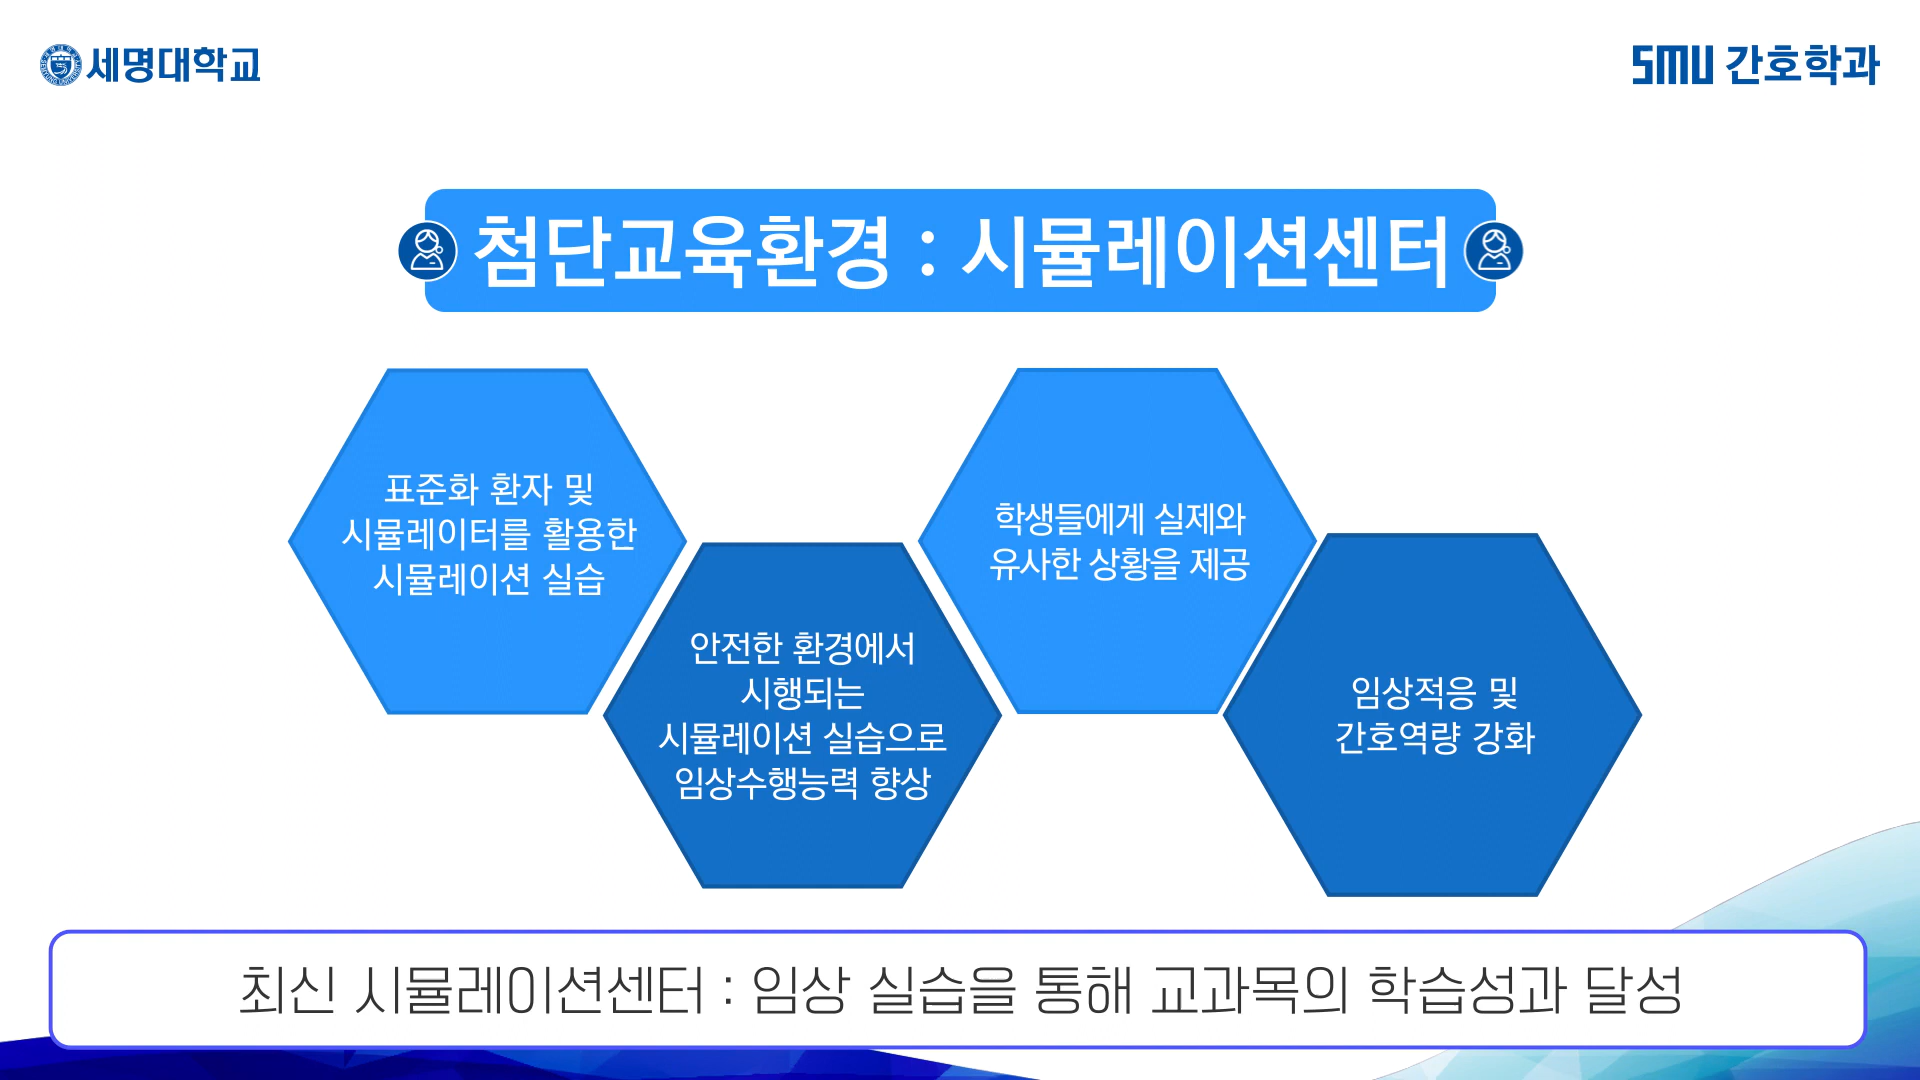 세명대학교
SMU 간호학과
첨단교육환경 : 시뮬레이션센터
표준화 환자 및
시뮬레이터를 활용한
시뮬레이션 실습
안전한 환경에서
시행되는
시뮬레이션 실습으로
임상수행능력 향상
학생들에게 실제와
유사한 상황을 제공
임상적응 및
간호역량 강화
최신 시뮬레이션센터 : 임상 실습을 통해 교과목의 학습성과 달성